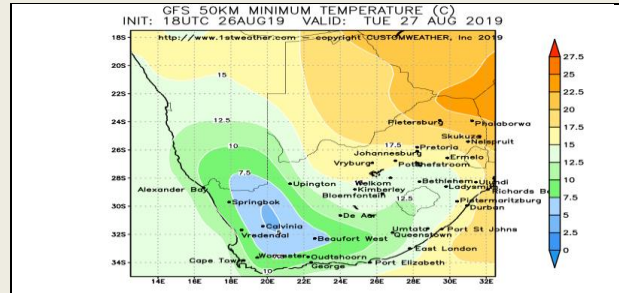 GFS 50KM MINIMUM TEMPERATURE (C)
INIT: 18UTC 26AUG19 VALID: TUE 27 AUG 2019
http://www.1stweather.com copyright CUSTOMWEATHER, Inc 2019
18S
20S
22S
24S
26S
28S
30S
32S
34S
15
12.5
10
7.5
17.5
12.5
10
Pietersburg
Phalaborwa
Skukuza
Nelspruit
Pretoria
Johannesburg
Ermelo
Vryburg
Potchefstroom
Bethlehem
Ulundi
Welkom
Ladysmith
Kimberley
Richards B
Bloemfontein
Upington
Alexander Bay
Springbok
Pietermaritzburg
Durban
De Aar
Calvinia
Vredendal
Beaufort West
Umtata
Port St Johns
Queenstown
East London
Cape Town
Worcester
Oudtshoorn
George
Port Elizabeth
14E 16E 18E 20E 22E 24E 26E 28E 30E 32E
27.5
25
22.5
20
17.5
15
12.5
10
7.5
5
2.5
0